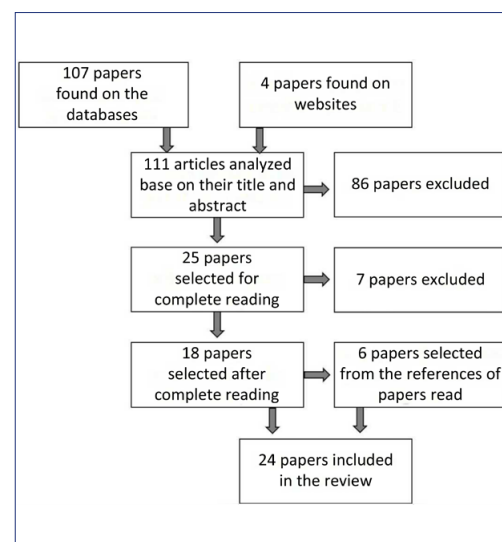 107 papers
found on the
databases
4 papers found on
websites
111 articles analyzed
base on their title and
abstract
86 papers excluded
25 papers
selected for
complete reading
7 papers excluded
18 papers
selected after
complete reading
6 papers selected
from the references of
papers read
24 papers included
in the review